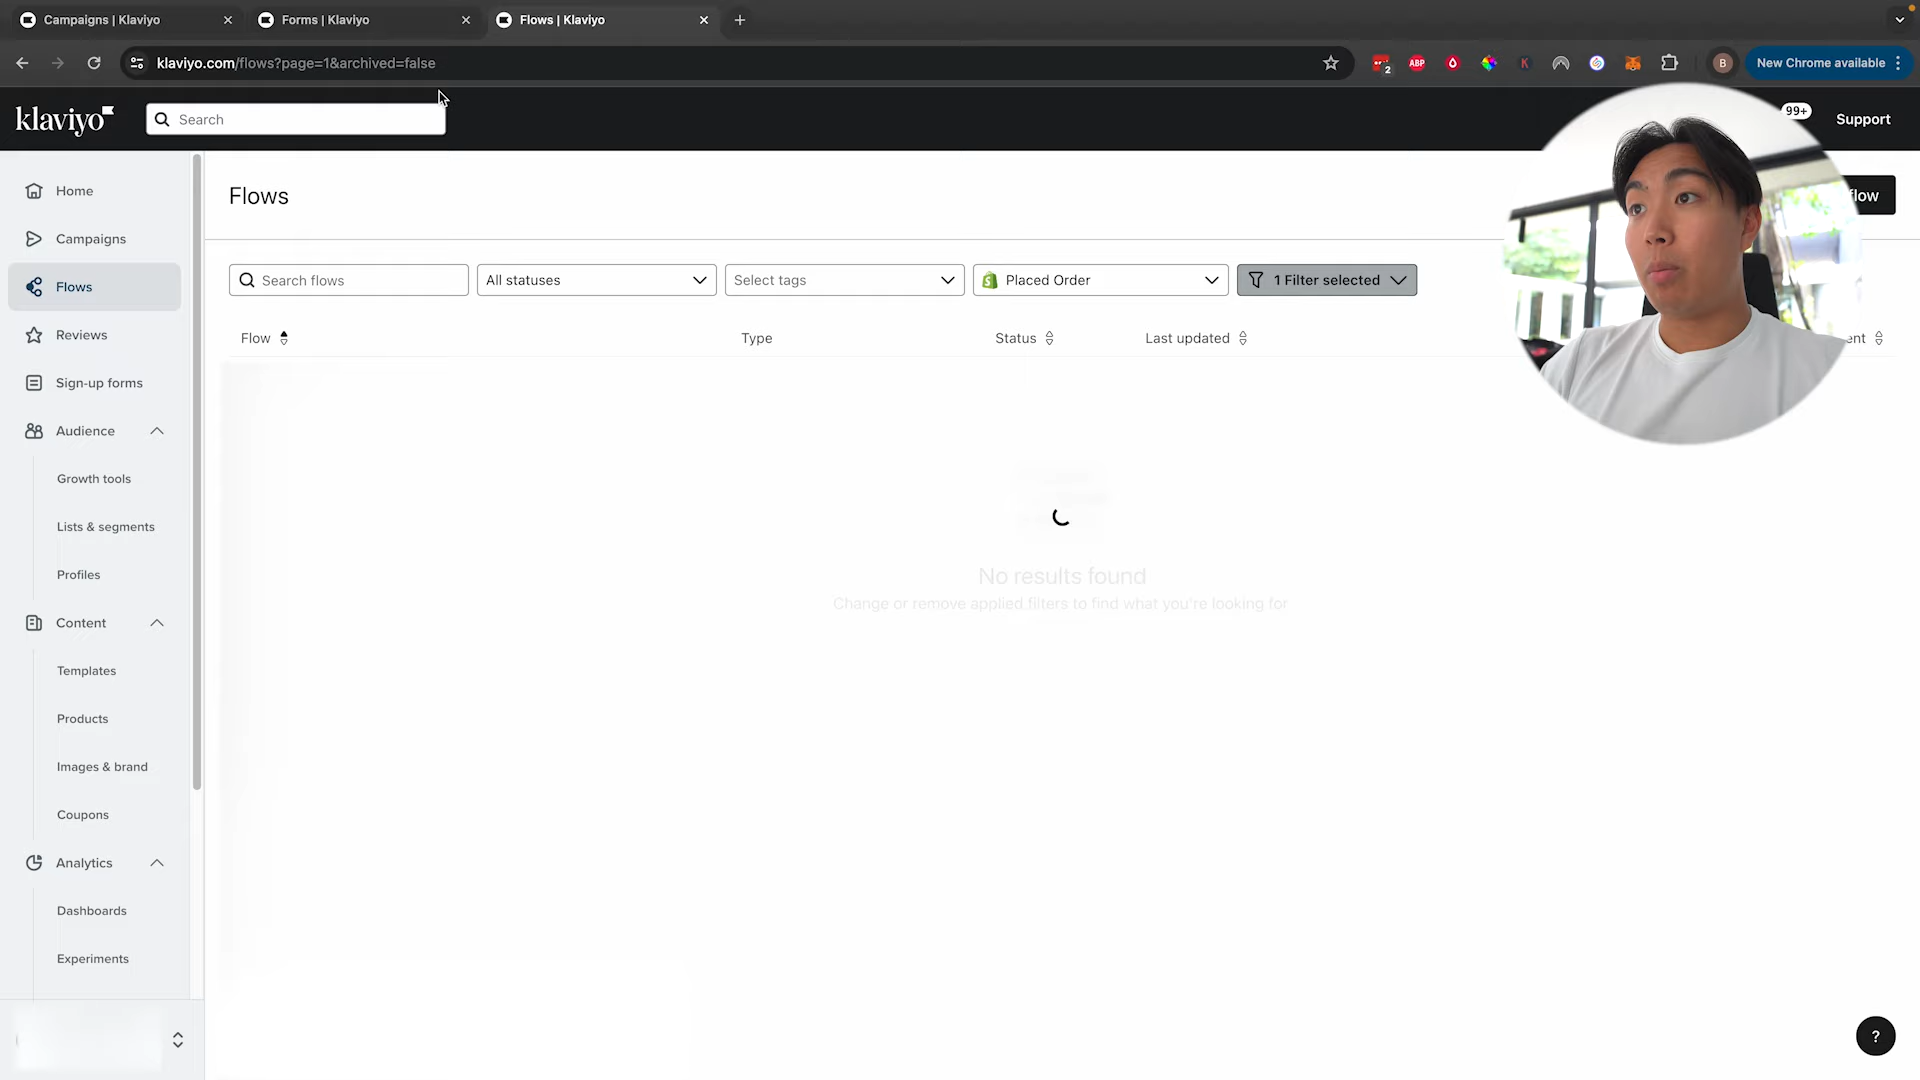 Campaigns | Klaviyo
Forms | Klaviyo
Flows | Klaviyo
klaviyo.com/flows?page=1&archived=false
2
ABP
K
B
New Chrome available
klaviyo
Search
99+
Support
Home
Campaigns
Flows
Reviews
Sign-up forms
Audience
Growth tools
Lists & segments
Profiles
Content
Templates
Products
Images & brand
Coupons
Analytics
Dashboards
Experiments
Flows
flow
Search flows
All statuses
Select tags
Placed Order
1 Filter selected
Flow
Type
Status
Last updated
No results found
Change or remove applied filters to find what you're looking for
?